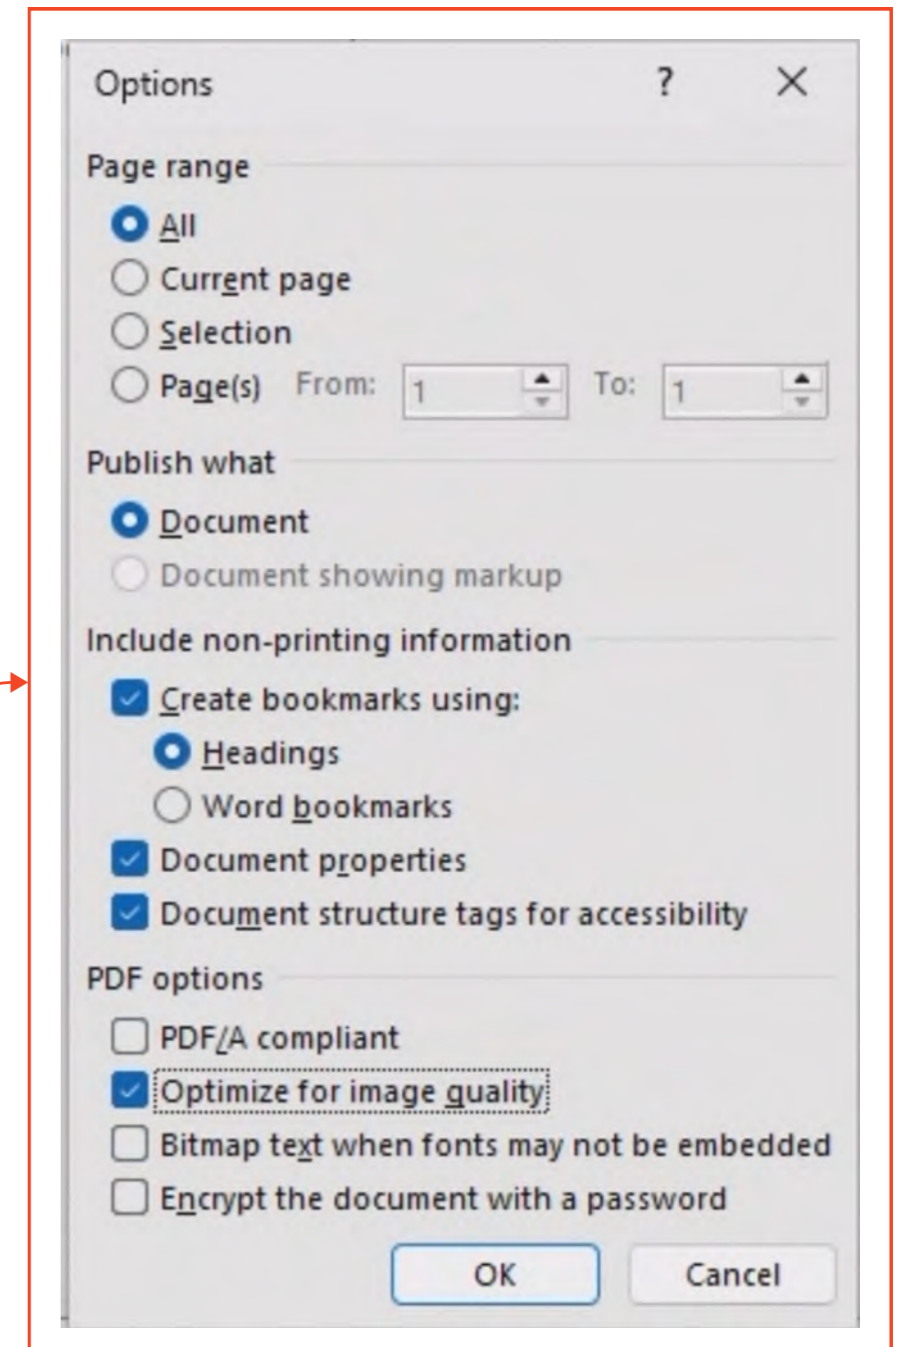 Options ?
Page range
All
Current page
Selection
Page(s) From: 1 To: 1
Publish what
Document
Document showing markup
Include non-printing information
Create bookmarks using:
Headings
Word bookmarks
Document properties
Document structure tags for accessibility
PDF options
PDF/A compliant
Optimize for image quality
Bitmap text when fonts may not be embedded
Encrypt the document with a password
OK Cancel